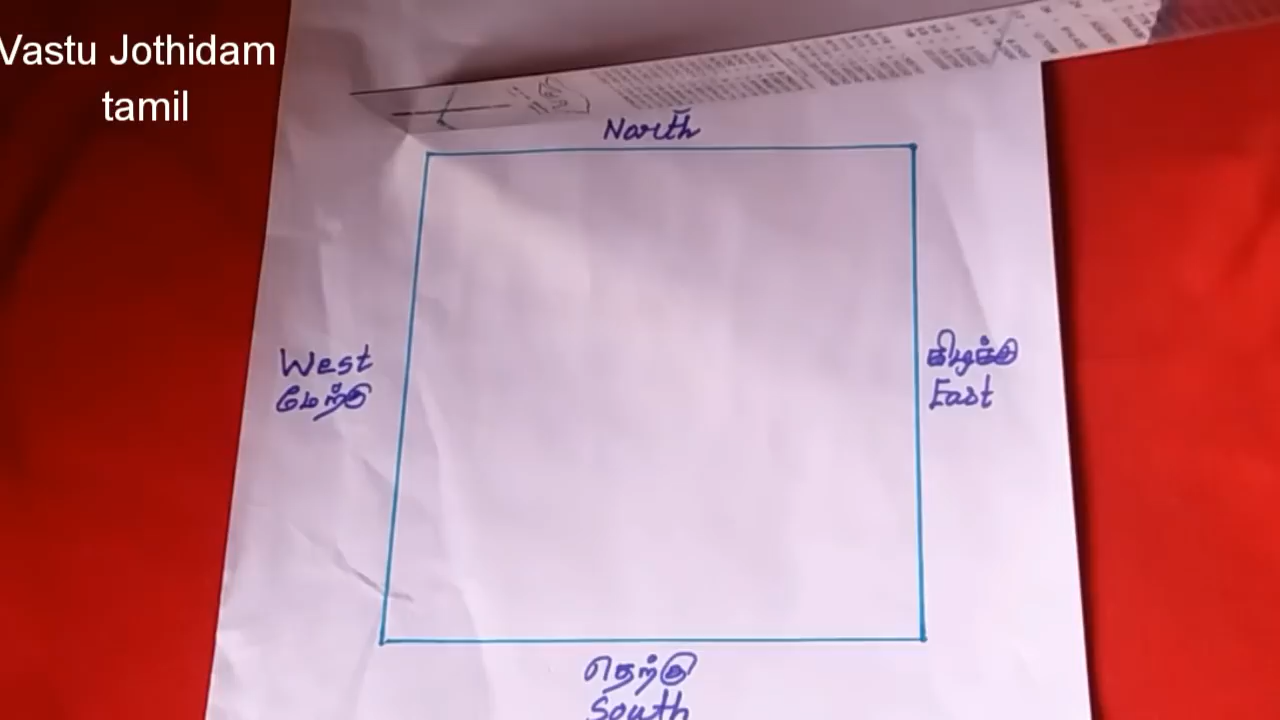 Vastu Jothidam
tamil
North
West
மேற்கு
கிழக்கு
East
தெற்கு
South